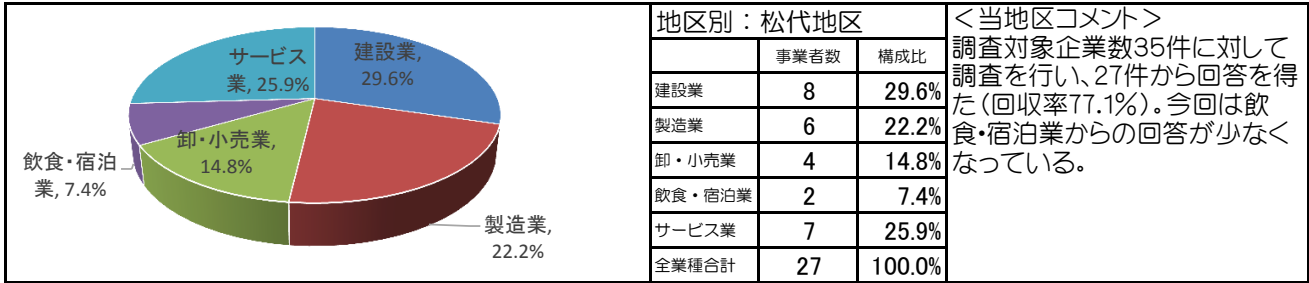 サービス
業, 25.9%
建設業,
29.6%
卸・小売業,
14.8%
飲食・宿泊
業, 7.4%
製造業,
22.2%
地区別：松代地区
事業者数 構成比
建設業 8 29.6%
製造業 6 22.2%
卸・小売業 4 14.8%
飲食・宿泊業 2 7.4%
サービス業 7 25.9%
全業種合計 27 100.0%
＜当地区コメント＞
調査対象企業数35件に対して
調査を行い、27件から回答を得
た（回収率77.1％）。今回は飲
食・宿泊業からの回答が少なく
なっている。